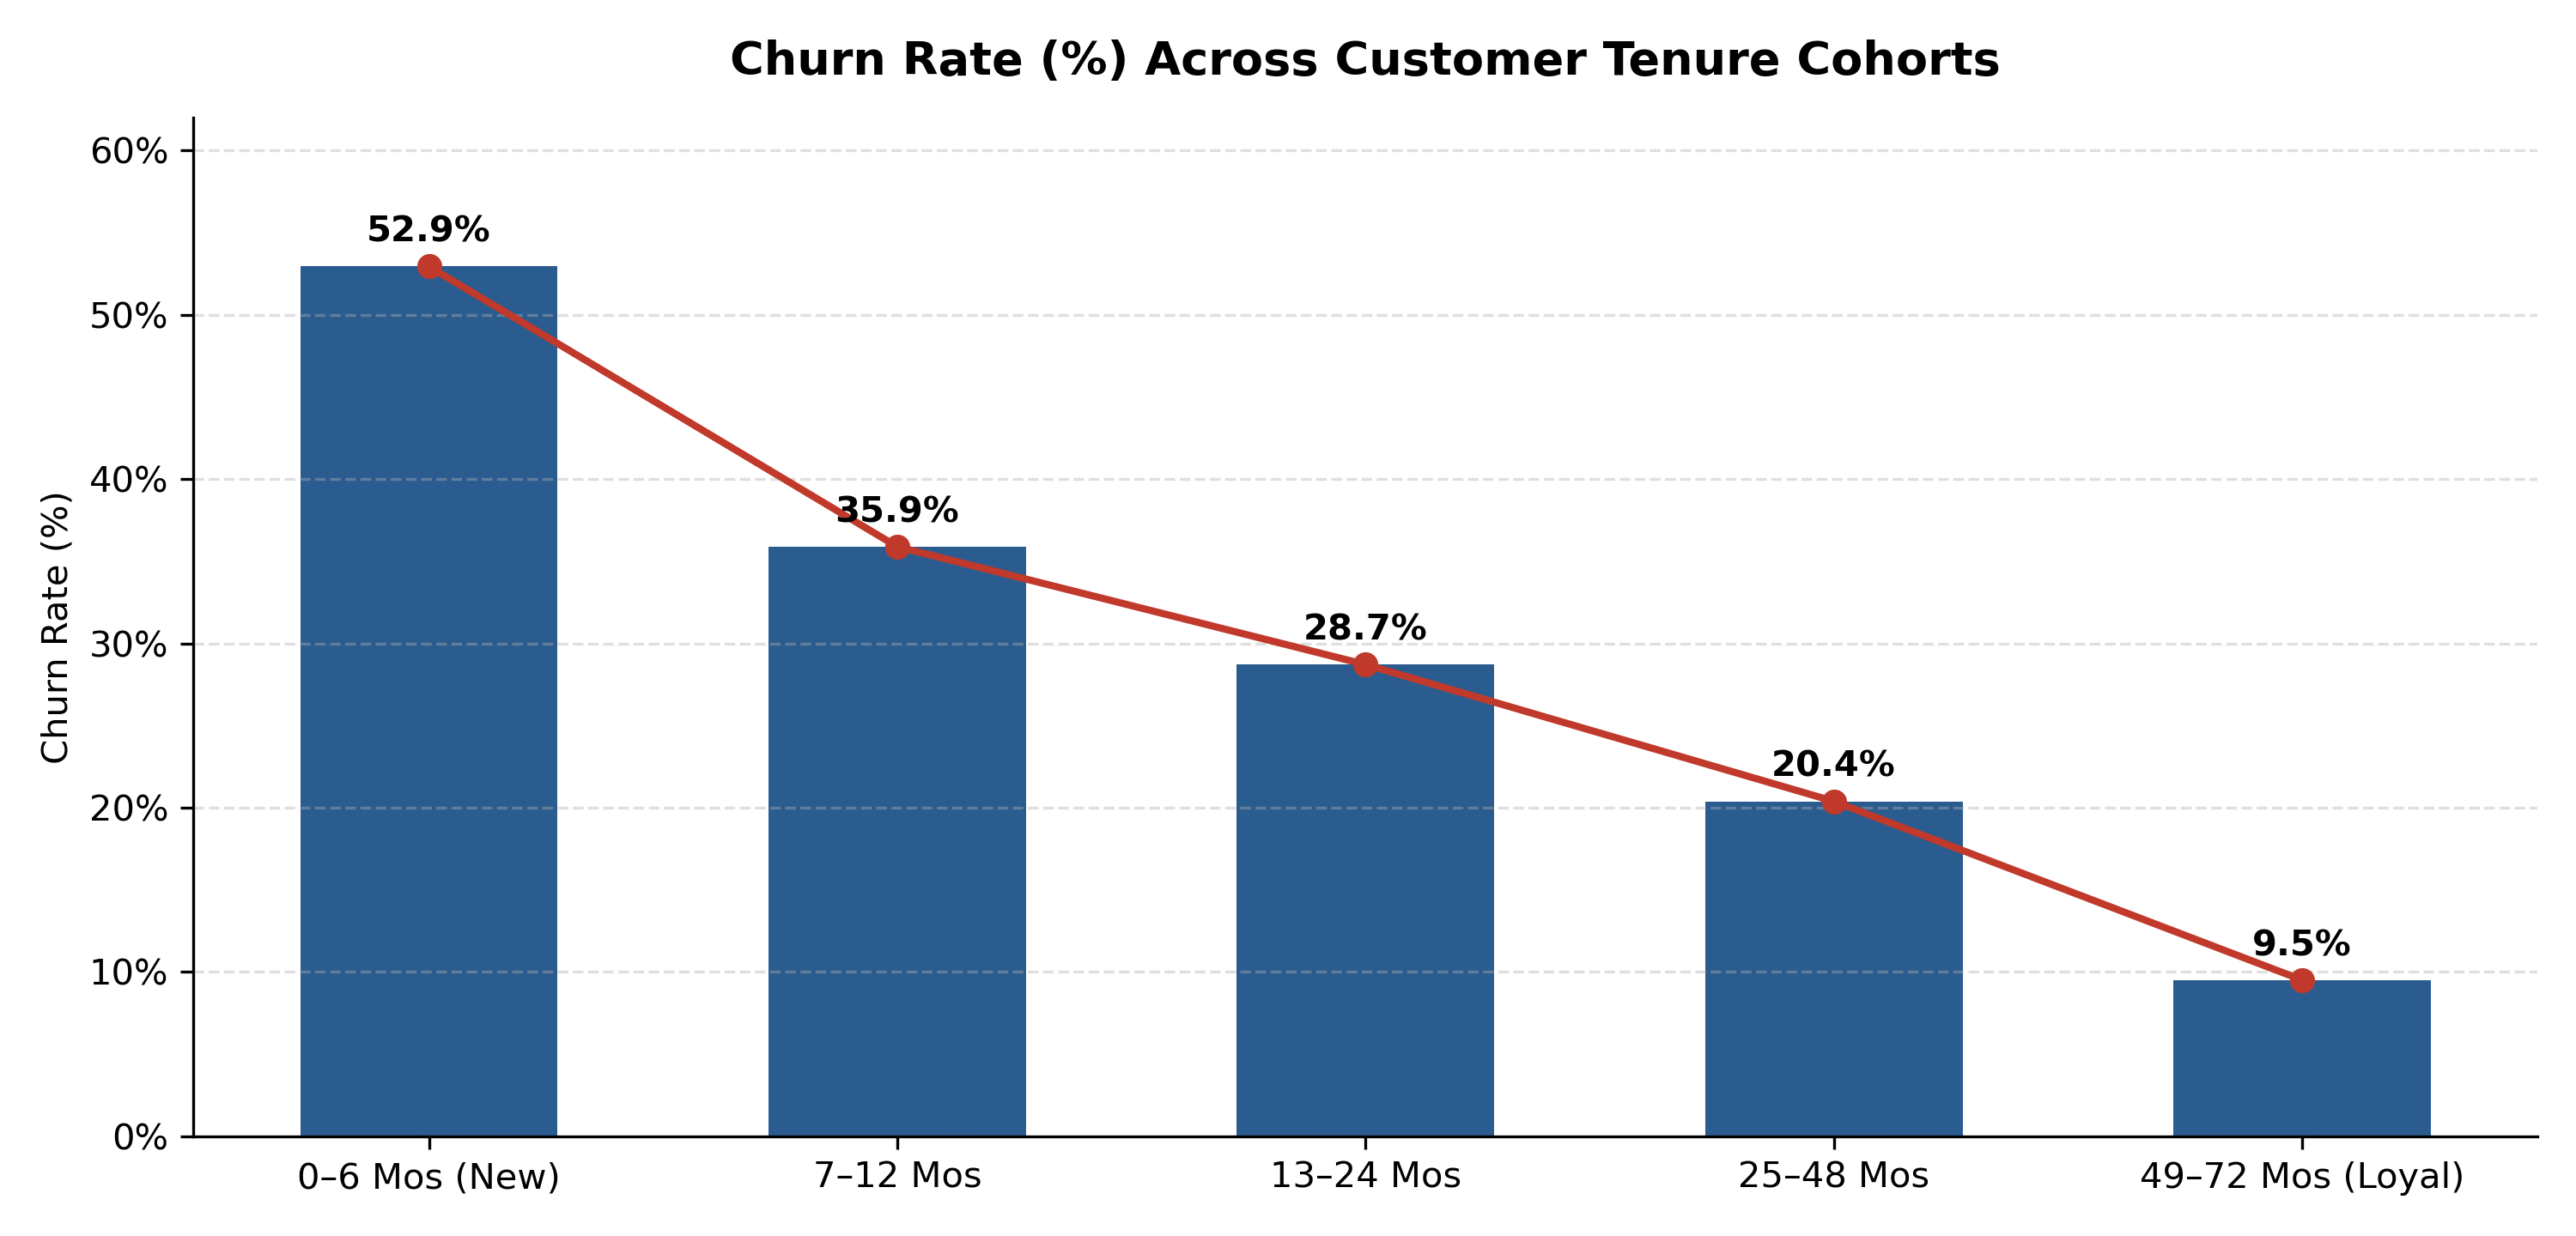 Churn Rate (%) Across Customer Tenure Cohorts
Churn Rate (%)
60%
50%
40%
30%
20%
10%
0%
52.9%
35.9%
28.7%
20.4%
9.5%
0–6 Mos (New)
7–12 Mos
13–24 Mos
25–48 Mos
49–72 Mos (Loyal)